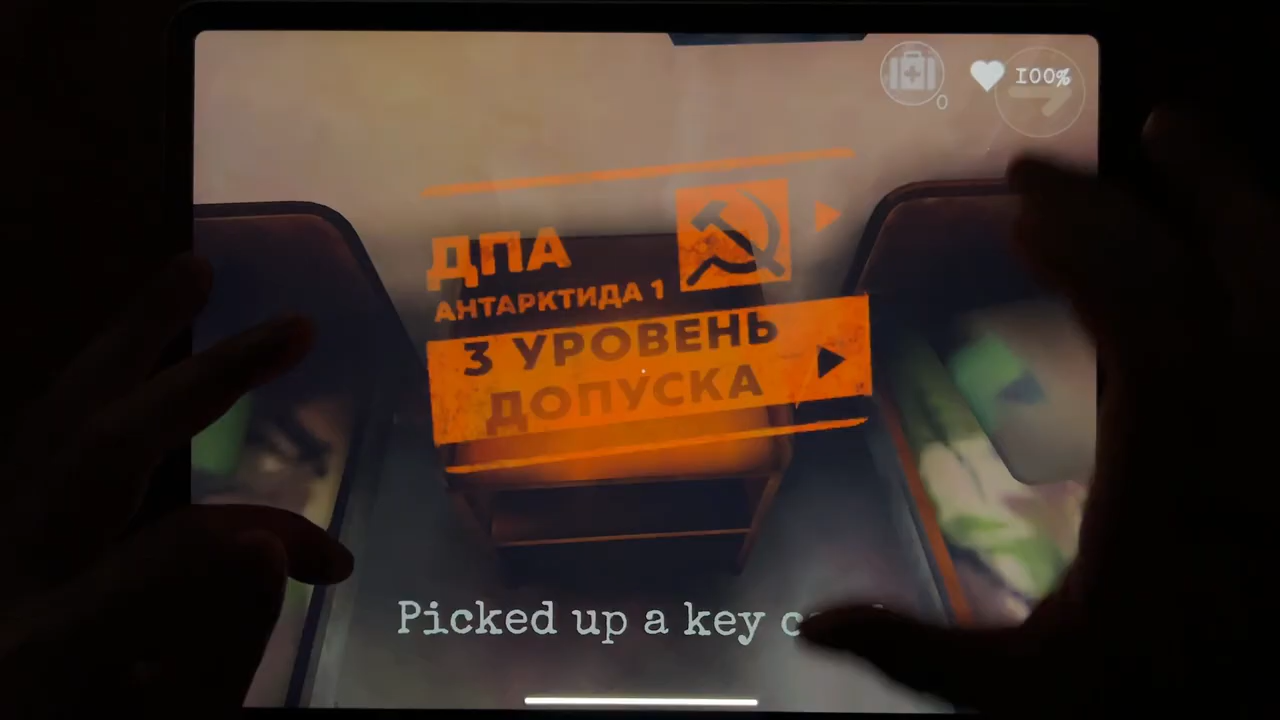 100%
0
ДПА
АНТАРКТИДА 1
3 УРОВЕНЬ
ДОПУСКА
Picked up a key